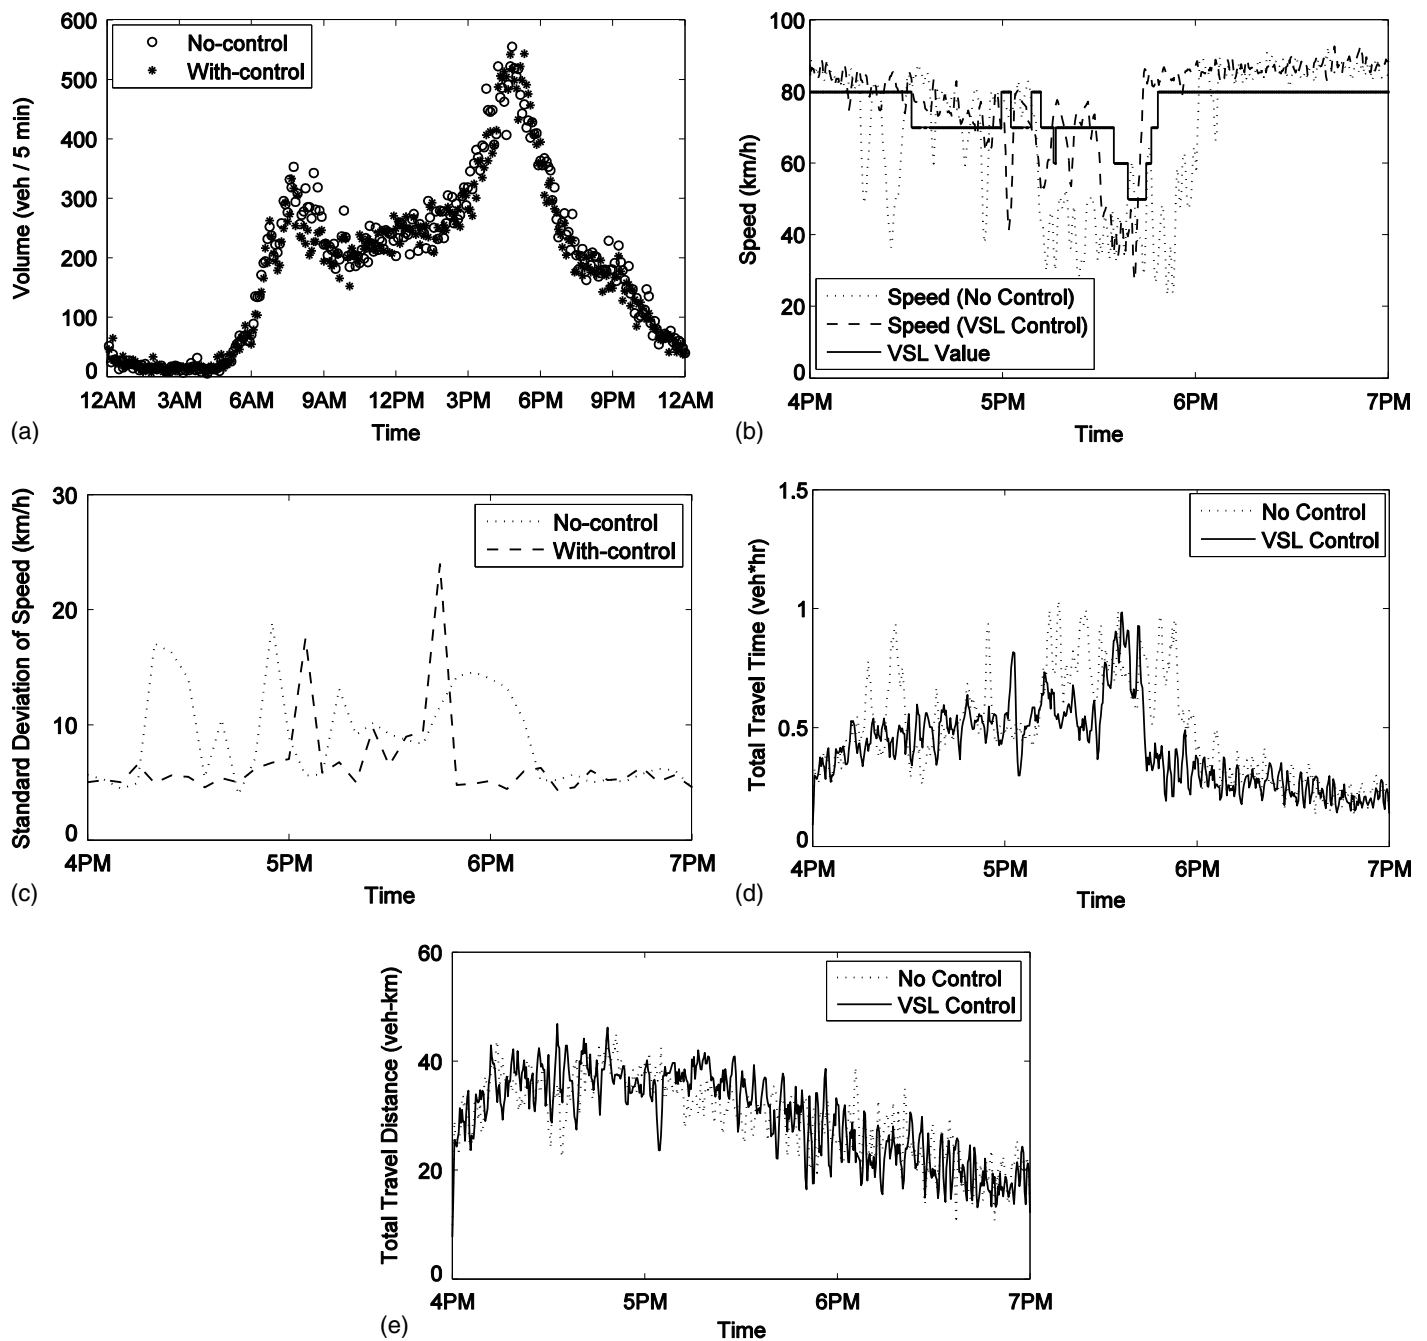 600
500
400
300
200
100
0
Volume (veh / 5 min)
No-control
With-control
12AM 3AM 6AM 9AM 12PM 3PM 6PM 9PM 12AM
Time
(a)
100
80
60
40
20
0
Speed (km/h)
Speed (No Control)
Speed (VSL Control)
VSL Value
4PM 5PM 6PM 7PM
Time
(b)
30
20
10
0
Standard Deviation of Speed (km/h)
No-control
With-control
4PM 5PM 6PM 7PM
Time
(c)
1.5
1
0.5
0
Total Travel Time (veh*hr)
No Control
VSL Control
4PM 5PM 6PM 7PM
Time
(d)
60
40
20
0
Total Travel Distance (veh-km)
No Control
VSL Control
4PM 5PM 6PM 7PM
Time
(e)